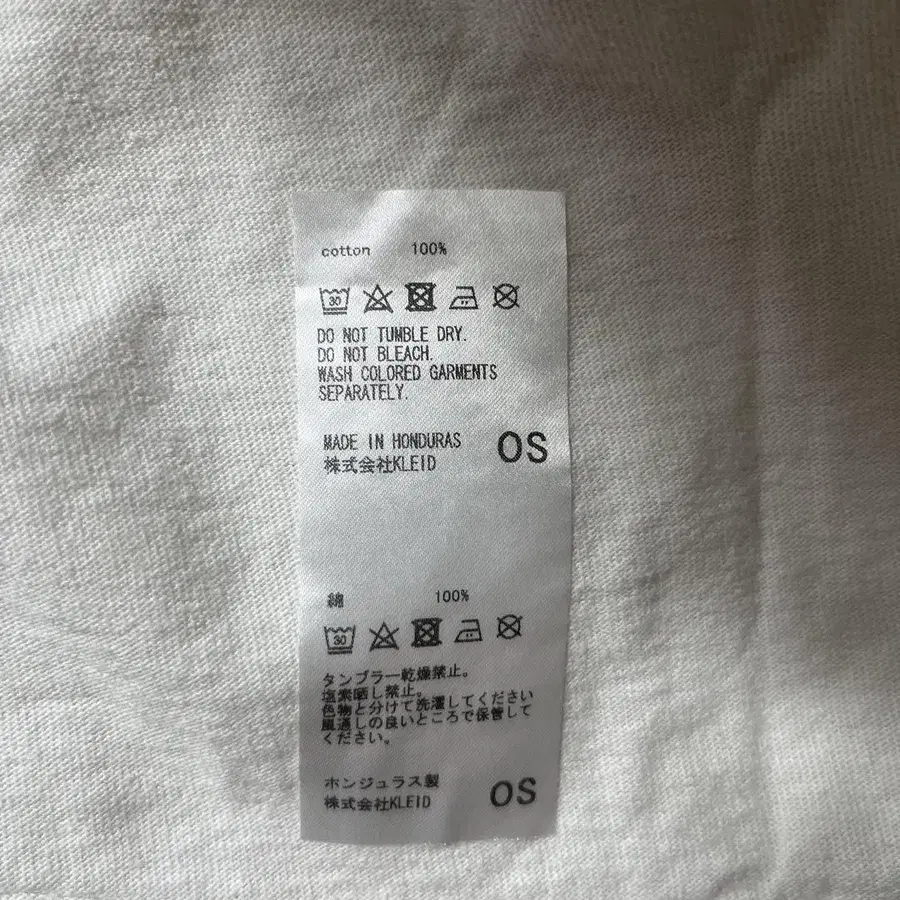 cotton 100%
30
DO NOT TUMBLE DRY.
DO NOT BLEACH.
WASH COLORED GARMENTS
SEPARATELY.
MADE IN HONDURAS
株式会社KLEID
OS
綿 100%
30
タンブラー乾燥禁止。
塩素晒し禁止。
色物と分けて洗濯してください
風通しの良いところで保管して
ください。
ホンジュラス製
株式会社KLEID
OS